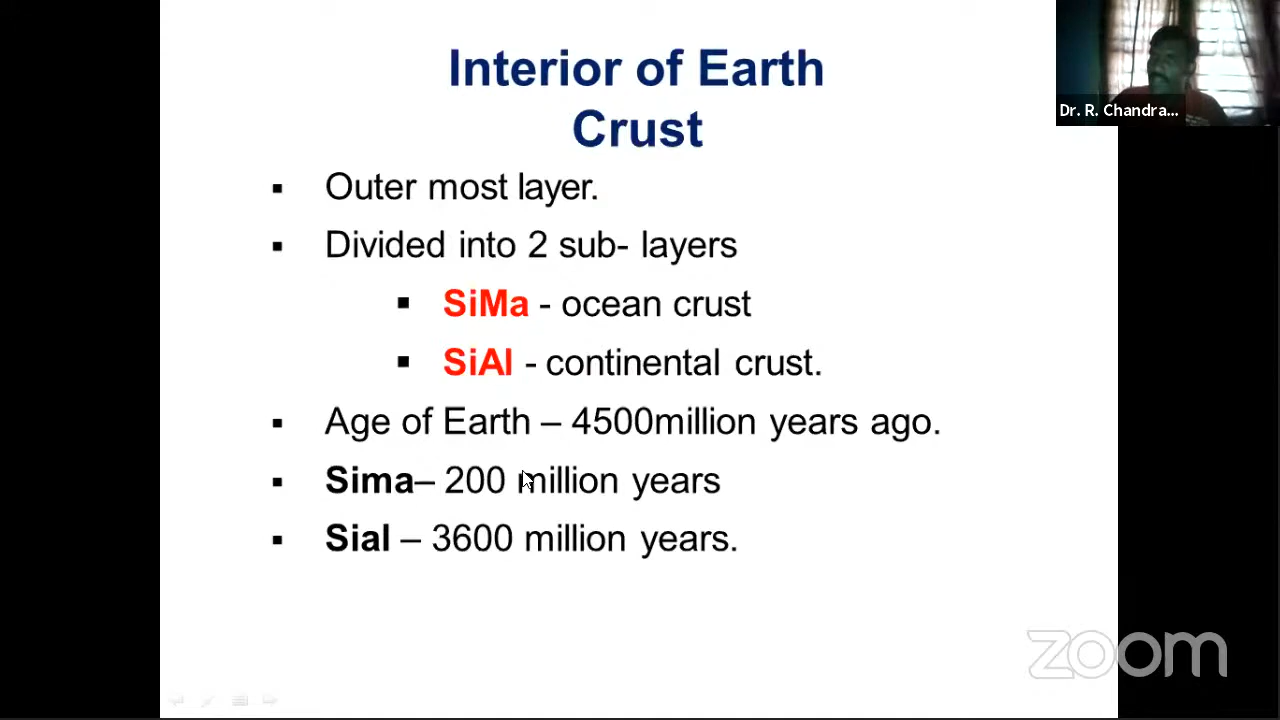 Interior of Earth
Crust
Dr. R. Chandra...
▪ Outer most layer.
▪ Divided into 2 sub- layers
▪ SiMa - ocean crust
▪ SiAl - continental crust.
▪ Age of Earth – 4500million years ago.
▪ Sima– 200 million years
▪ Sial – 3600 million years.
zoom